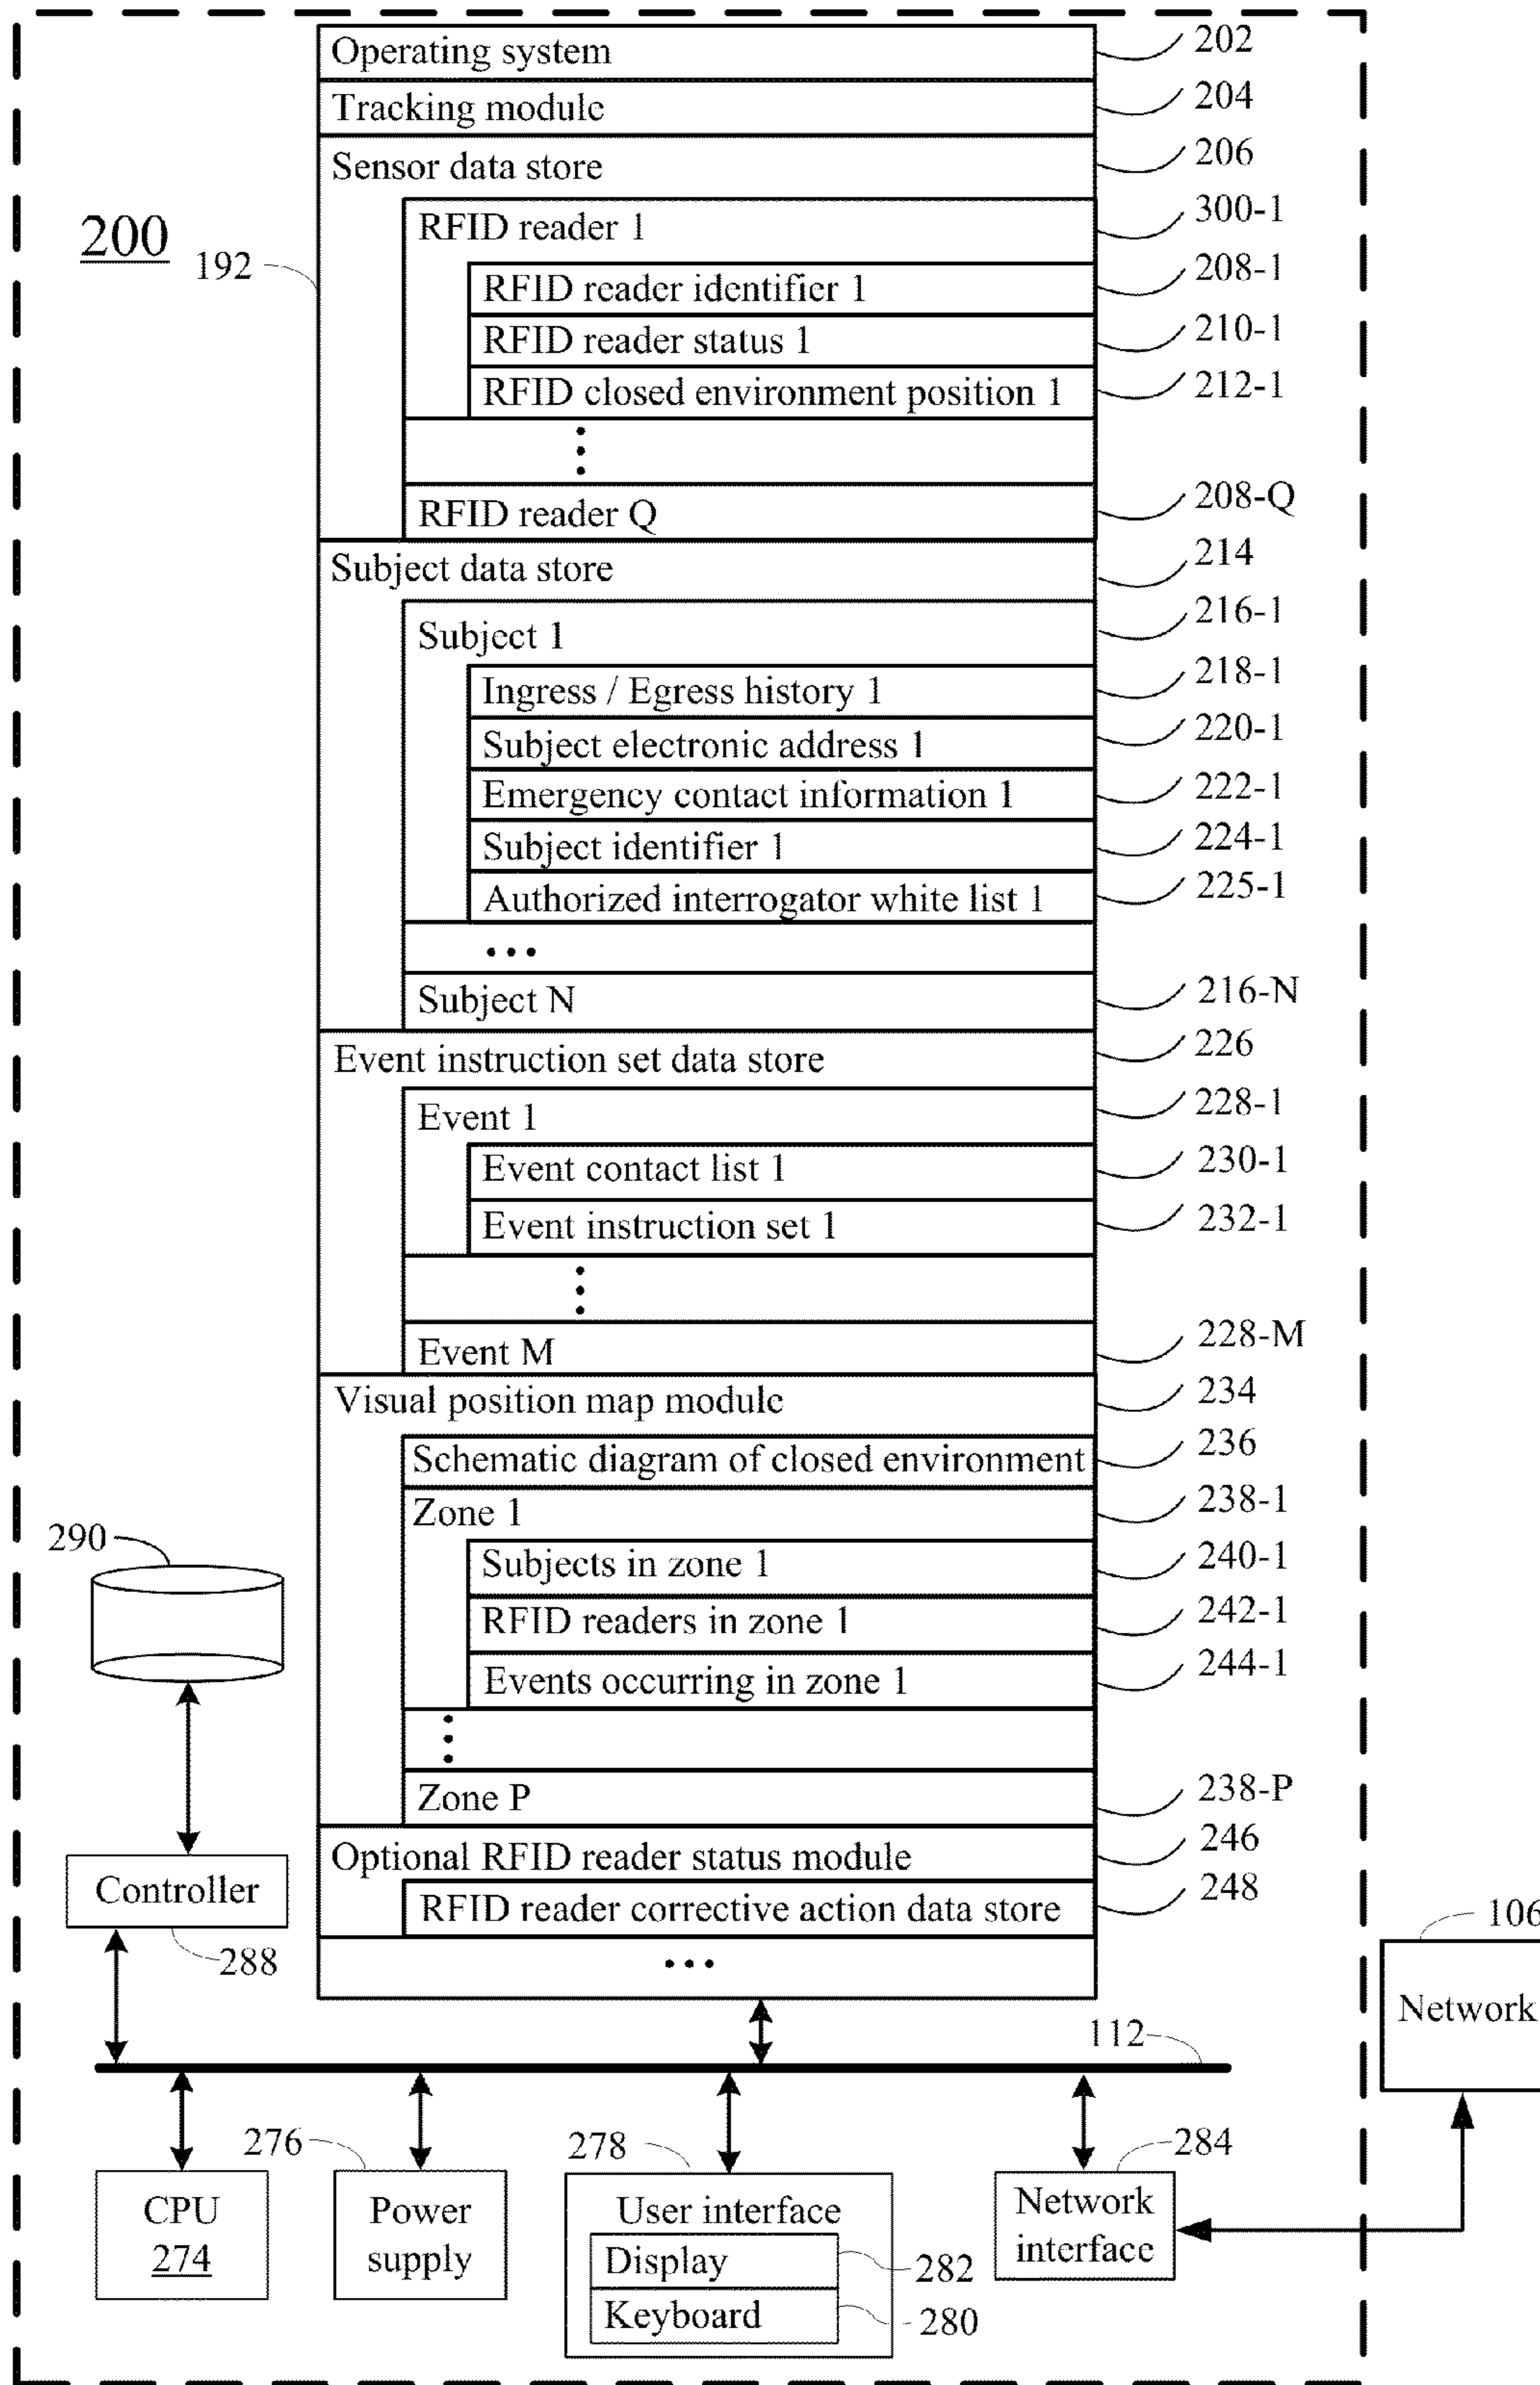 Operating system 202
Tracking module 204
Sensor data store 206
200
192
RFID reader 1 300-1
RFID reader identifier 1 208-1
RFID reader status 1 210-1
RFID closed environment position 1 212-1
RFID reader Q 208-Q
Subject data store 214
Subject 1 216-1
Ingress / Egress history 1 218-1
Subject electronic address 1 220-1
Emergency contact information 1 222-1
Subject identifier 1 224-1
Authorized interrogator white list 1 225-1
• • •
Subject N 216-N
Event instruction set data store 226
Event 1 228-1
Event contact list 1 230-1
Event instruction set 1 232-1
Event M 228-M
Visual position map module 234
Schematic diagram of closed environment 236
Zone 1 238-1
Subjects in zone 1 240-1
RFID readers in zone 1 242-1
Events occurring in zone 1 244-1
Zone P 238-P
Optional RFID reader status module 246
RFID reader corrective action data store 248
• • •
290
Controller
288
106
Network
112
CPU
274
276
Power
supply
278
User interface
Display 282
Keyboard 280
284
Network
interface